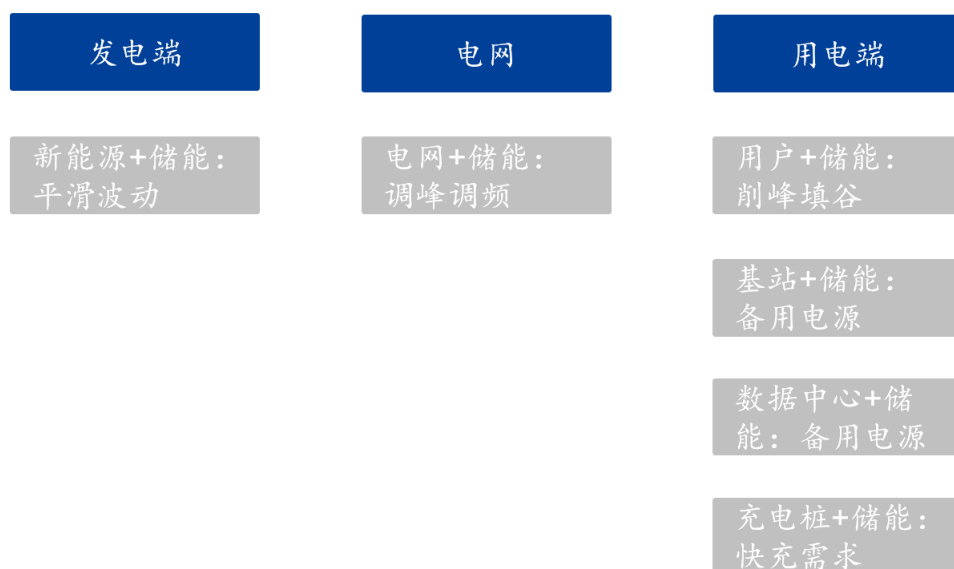 发电端
电网
用电端
新能源+储能：
平滑波动
电网+储能：
调峰调频
用户+储能：
削峰填谷
基站+储能：
备用电源
数据中心+储
能：备用电源
充电桩+储能：
快充需求